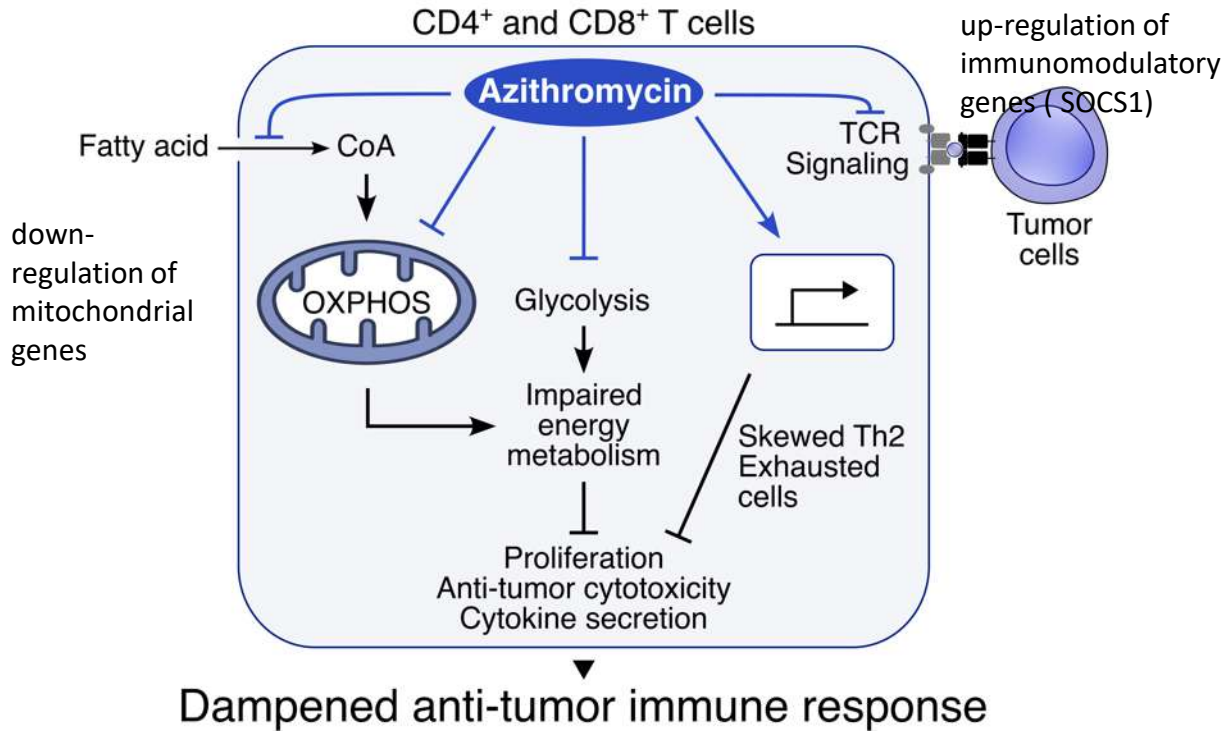 CD4⁺ and CD8⁺ T cells
up-regulation of
immunomodulatory
genes ( SOCS1)
Azithromycin
Fatty acid
CoA
TCR
Signaling
Tumor
cells
down-
regulation of
mitochondrial
genes
OXPHOS
Glycolysis
Impaired
energy
metabolism
Skewed Th2
Exhausted
cells
Proliferation
Anti-tumor cytotoxicity
Cytokine secretion
Dampened anti-tumor immune response